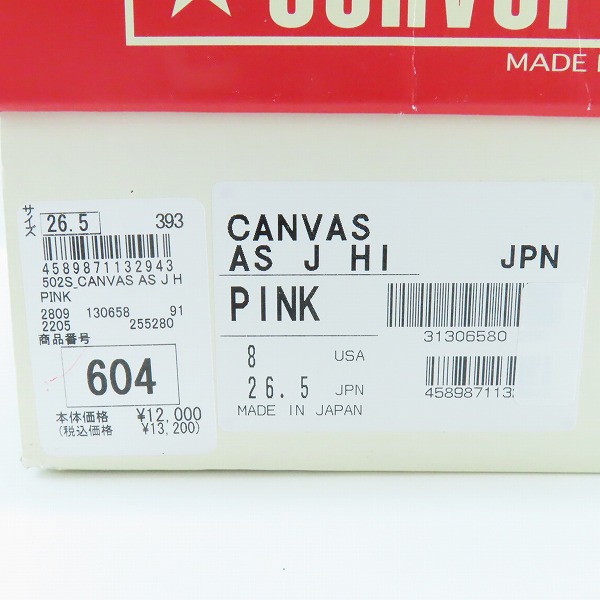 MADE
サイズ 26.5 393
4589871132943
502S_CANVAS AS J H
PINK
2809 130658 91
2205 255280
商品番号
604
本体価格 ¥12,000
(税込価格 ¥13,200)
CANVAS
AS J HI JPN
PINK
31306580
8 USA
26.5 JPN
MADE IN JAPAN
458987113